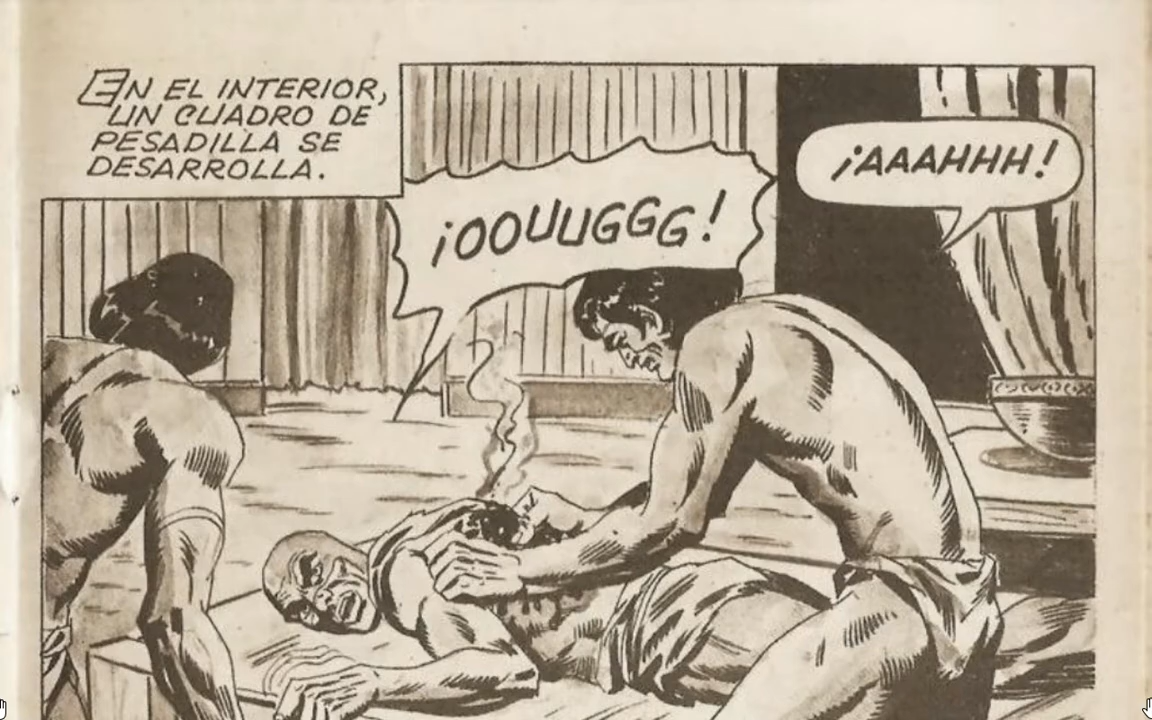 EN EL INTERIOR,
UN CUADRO DE
PESADILLA SE
DESARROLLA.
¡OOUUGGG!
¡AAAHHH!